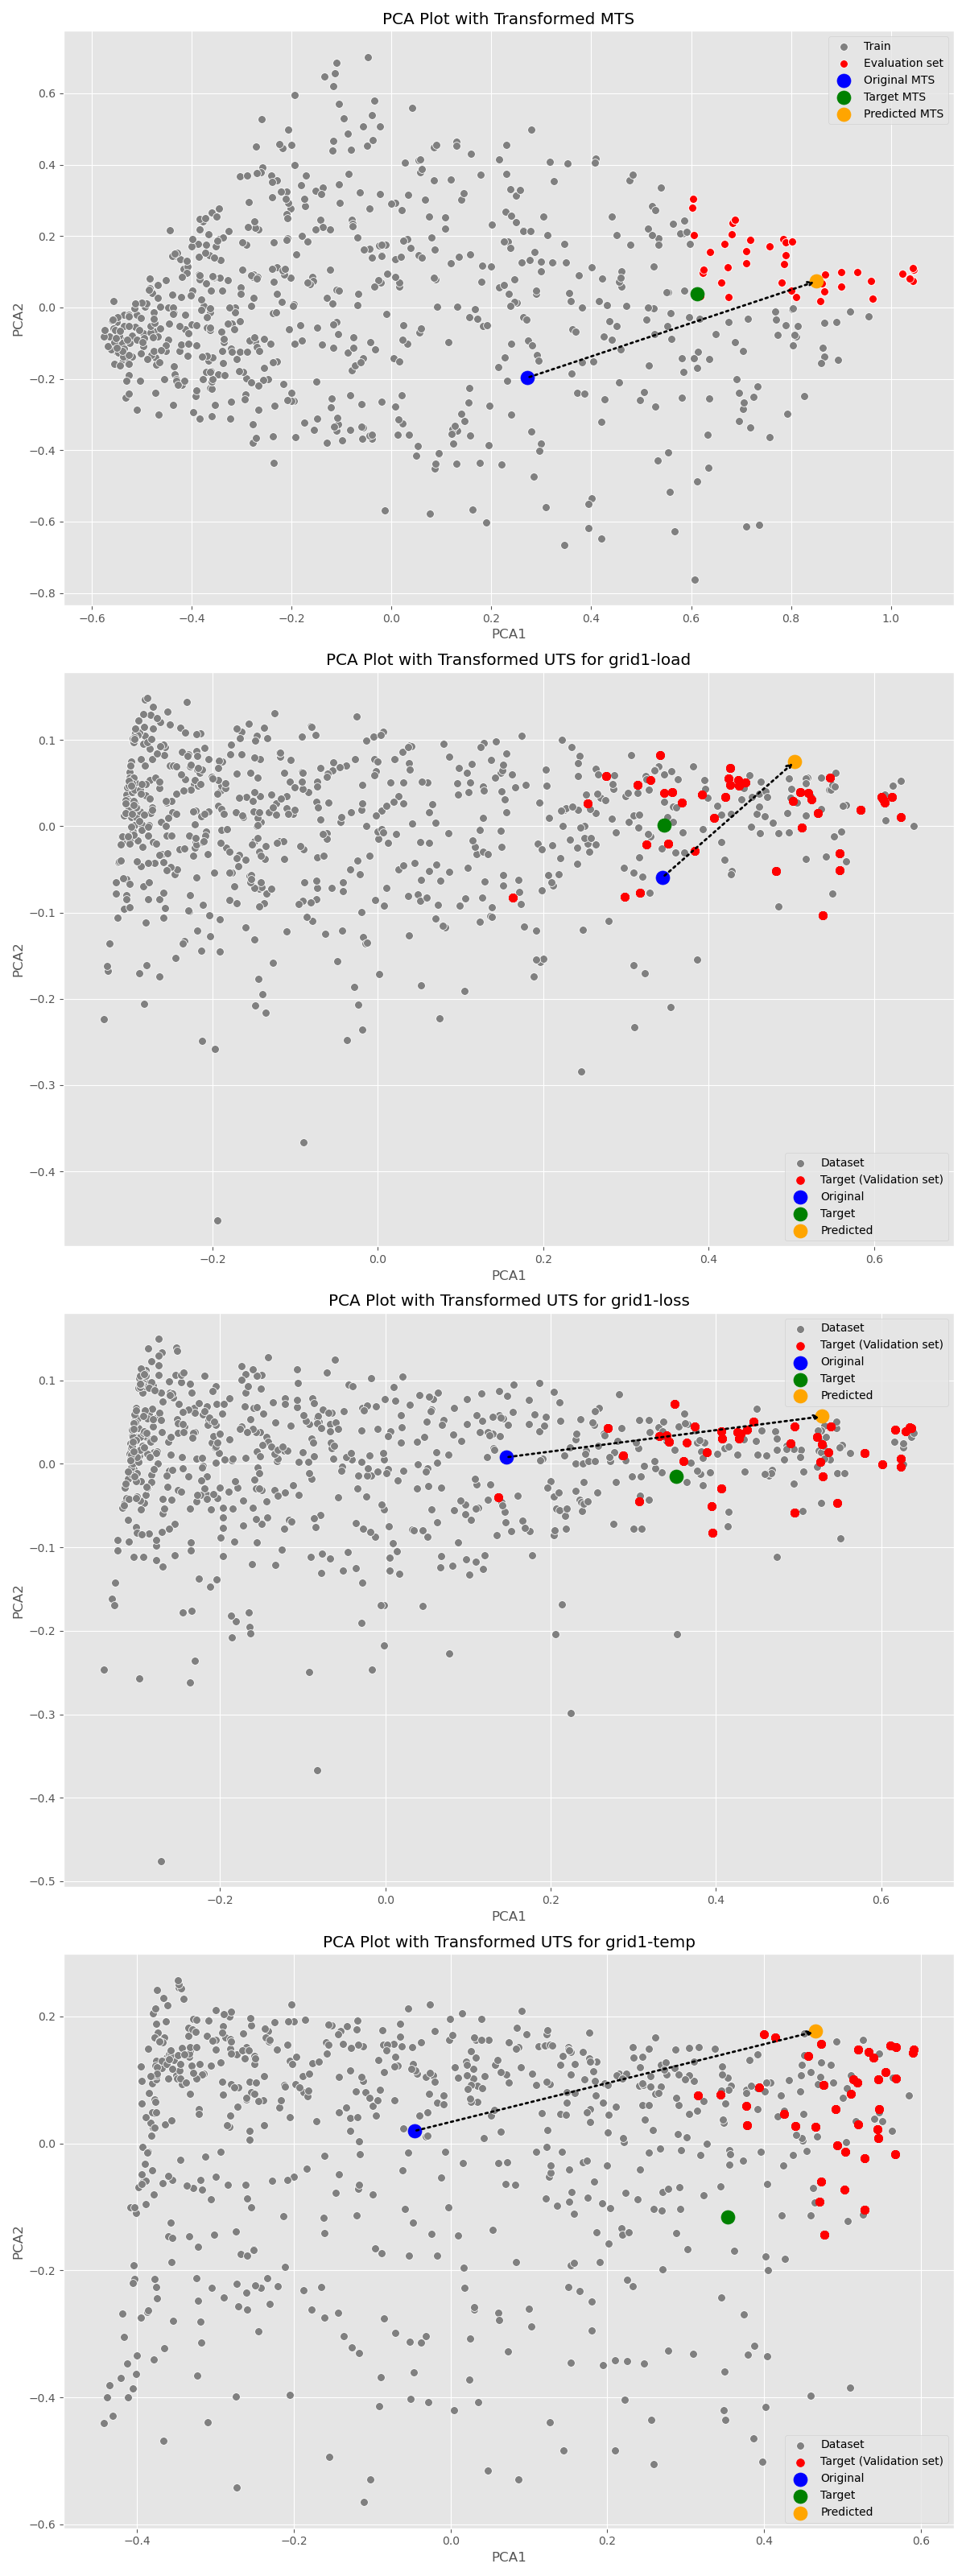 PCA Plot with Transformed MTS
Train
Evaluation set
Original MTS
Target MTS
Predicted MTS
0.6
0.4
0.2
0.0
−0.2
−0.4
−0.6
−0.8
PCA2
−0.6
−0.4
−0.2
0.0
0.2
0.4
0.6
0.8
1.0
PCA1
PCA Plot with Transformed UTS for grid1-load
0.1
0.0
−0.1
−0.2
−0.3
−0.4
PCA2
Dataset
Target (Validation set)
Original
Target
Predicted
−0.2
0.0
0.2
0.4
0.6
PCA1
PCA Plot with Transformed UTS for grid1-loss
Dataset
Target (Validation set)
Original
Target
Predicted
0.1
0.0
−0.1
−0.2
−0.3
−0.4
−0.5
PCA2
−0.2
0.0
0.2
0.4
0.6
PCA1
PCA Plot with Transformed UTS for grid1-temp
0.2
0.0
−0.2
−0.4
−0.6
PCA2
Dataset
Target (Validation set)
Original
Target
Predicted
−0.4
−0.2
0.0
0.2
0.4
0.6
PCA1